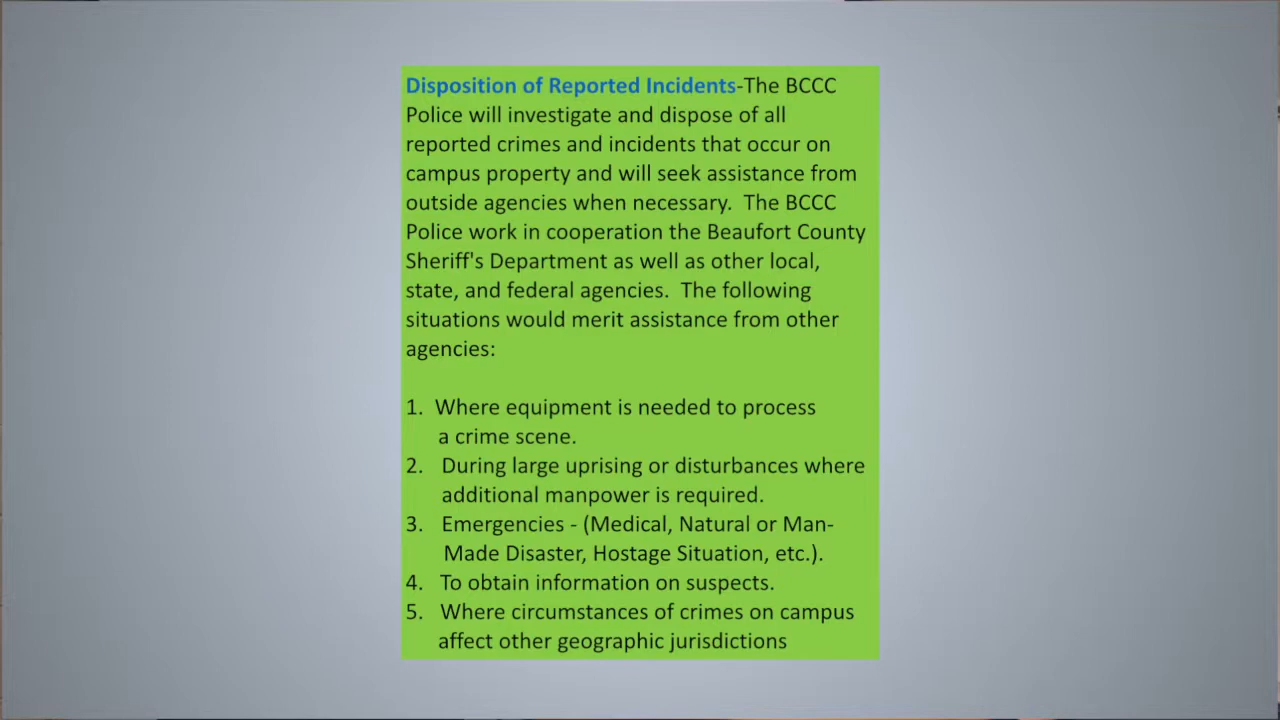 Disposition of Reported Incidents-The BCCC
Police will investigate and dispose of all
reported crimes and incidents that occur on
campus property and will seek assistance from
outside agencies when necessary.  The BCCC
Police work in cooperation the Beaufort County
Sheriff's Department as well as other local,
state, and federal agencies.  The following
situations would merit assistance from other
agencies:

1.  Where equipment is needed to process
a crime scene.
2.  During large uprising or disturbances where
additional manpower is required.
3.  Emergencies - (Medical, Natural or Man-
Made Disaster, Hostage Situation, etc.).
4.  To obtain information on suspects.
5.  Where circumstances of crimes on campus
affect other geographic jurisdictions